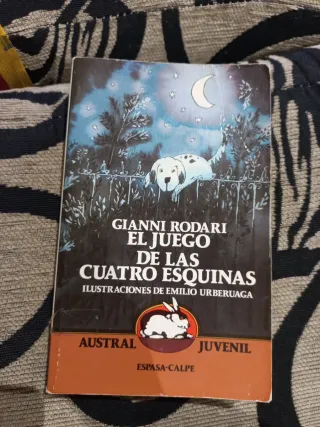 GIANNI RODARI
EL JUEGO
DE LAS
CUATRO ESQUINAS
ILUSTRACIONES DE EMILIO URBERUAGA
AUSTRAL JUVENIL
ESPASA-CALPE